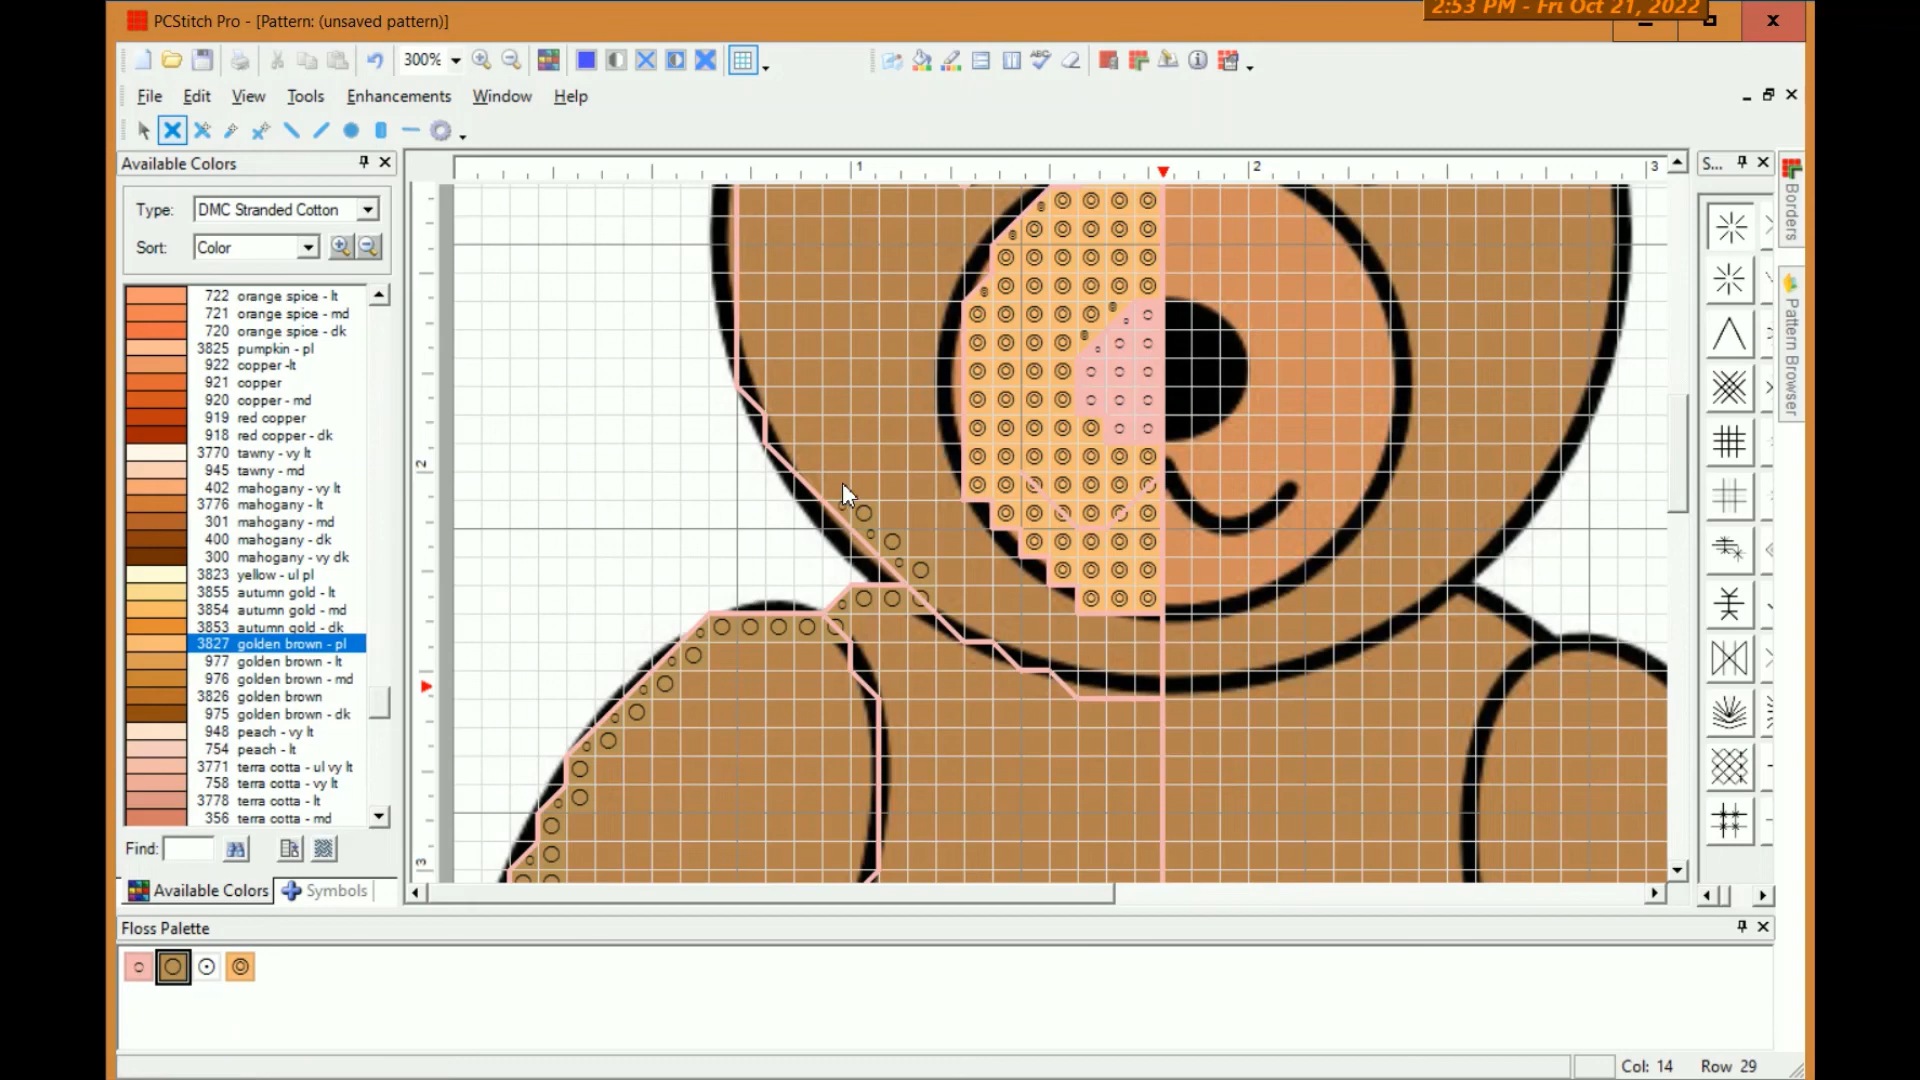 2:53 PM - Fri Oct 21, 2022
PCStitch Pro - [Pattern: (unsaved pattern)]
300%
File Edit View Tools Enhancements Window Help
Available Colors
S...
Type: DMC Stranded Cotton
Sort: Color
722 orange spice - lt
721 orange spice - md
720 orange spice - dk
3825 pumpkin - pl
922 copper -lt
921 copper
920 copper - md
919 red copper
918 red copper - dk
3770 tawny - vy lt
945 tawny - md
402 mahogany - vy lt
3776 mahogany - lt
301 mahogany - md
400 mahogany - dk
300 mahogany - vy dk
3823 yellow - ul pl
3855 autumn gold - lt
3854 autumn gold - md
3853 autumn gold - dk
3827 golden brown - pl
977 golden brown - lt
976 golden brown - md
3826 golden brown
975 golden brown - dk
948 peach - vy lt
754 peach - lt
3771 terra cotta - ul vy lt
758 terra cotta - vy lt
3778 terra cotta - lt
356 terra cotta - md
Find:
Available Colors Symbols
1 2 3
2
3
Borders
Pattern Browser
Floss Palette
Col: 14 Row 29